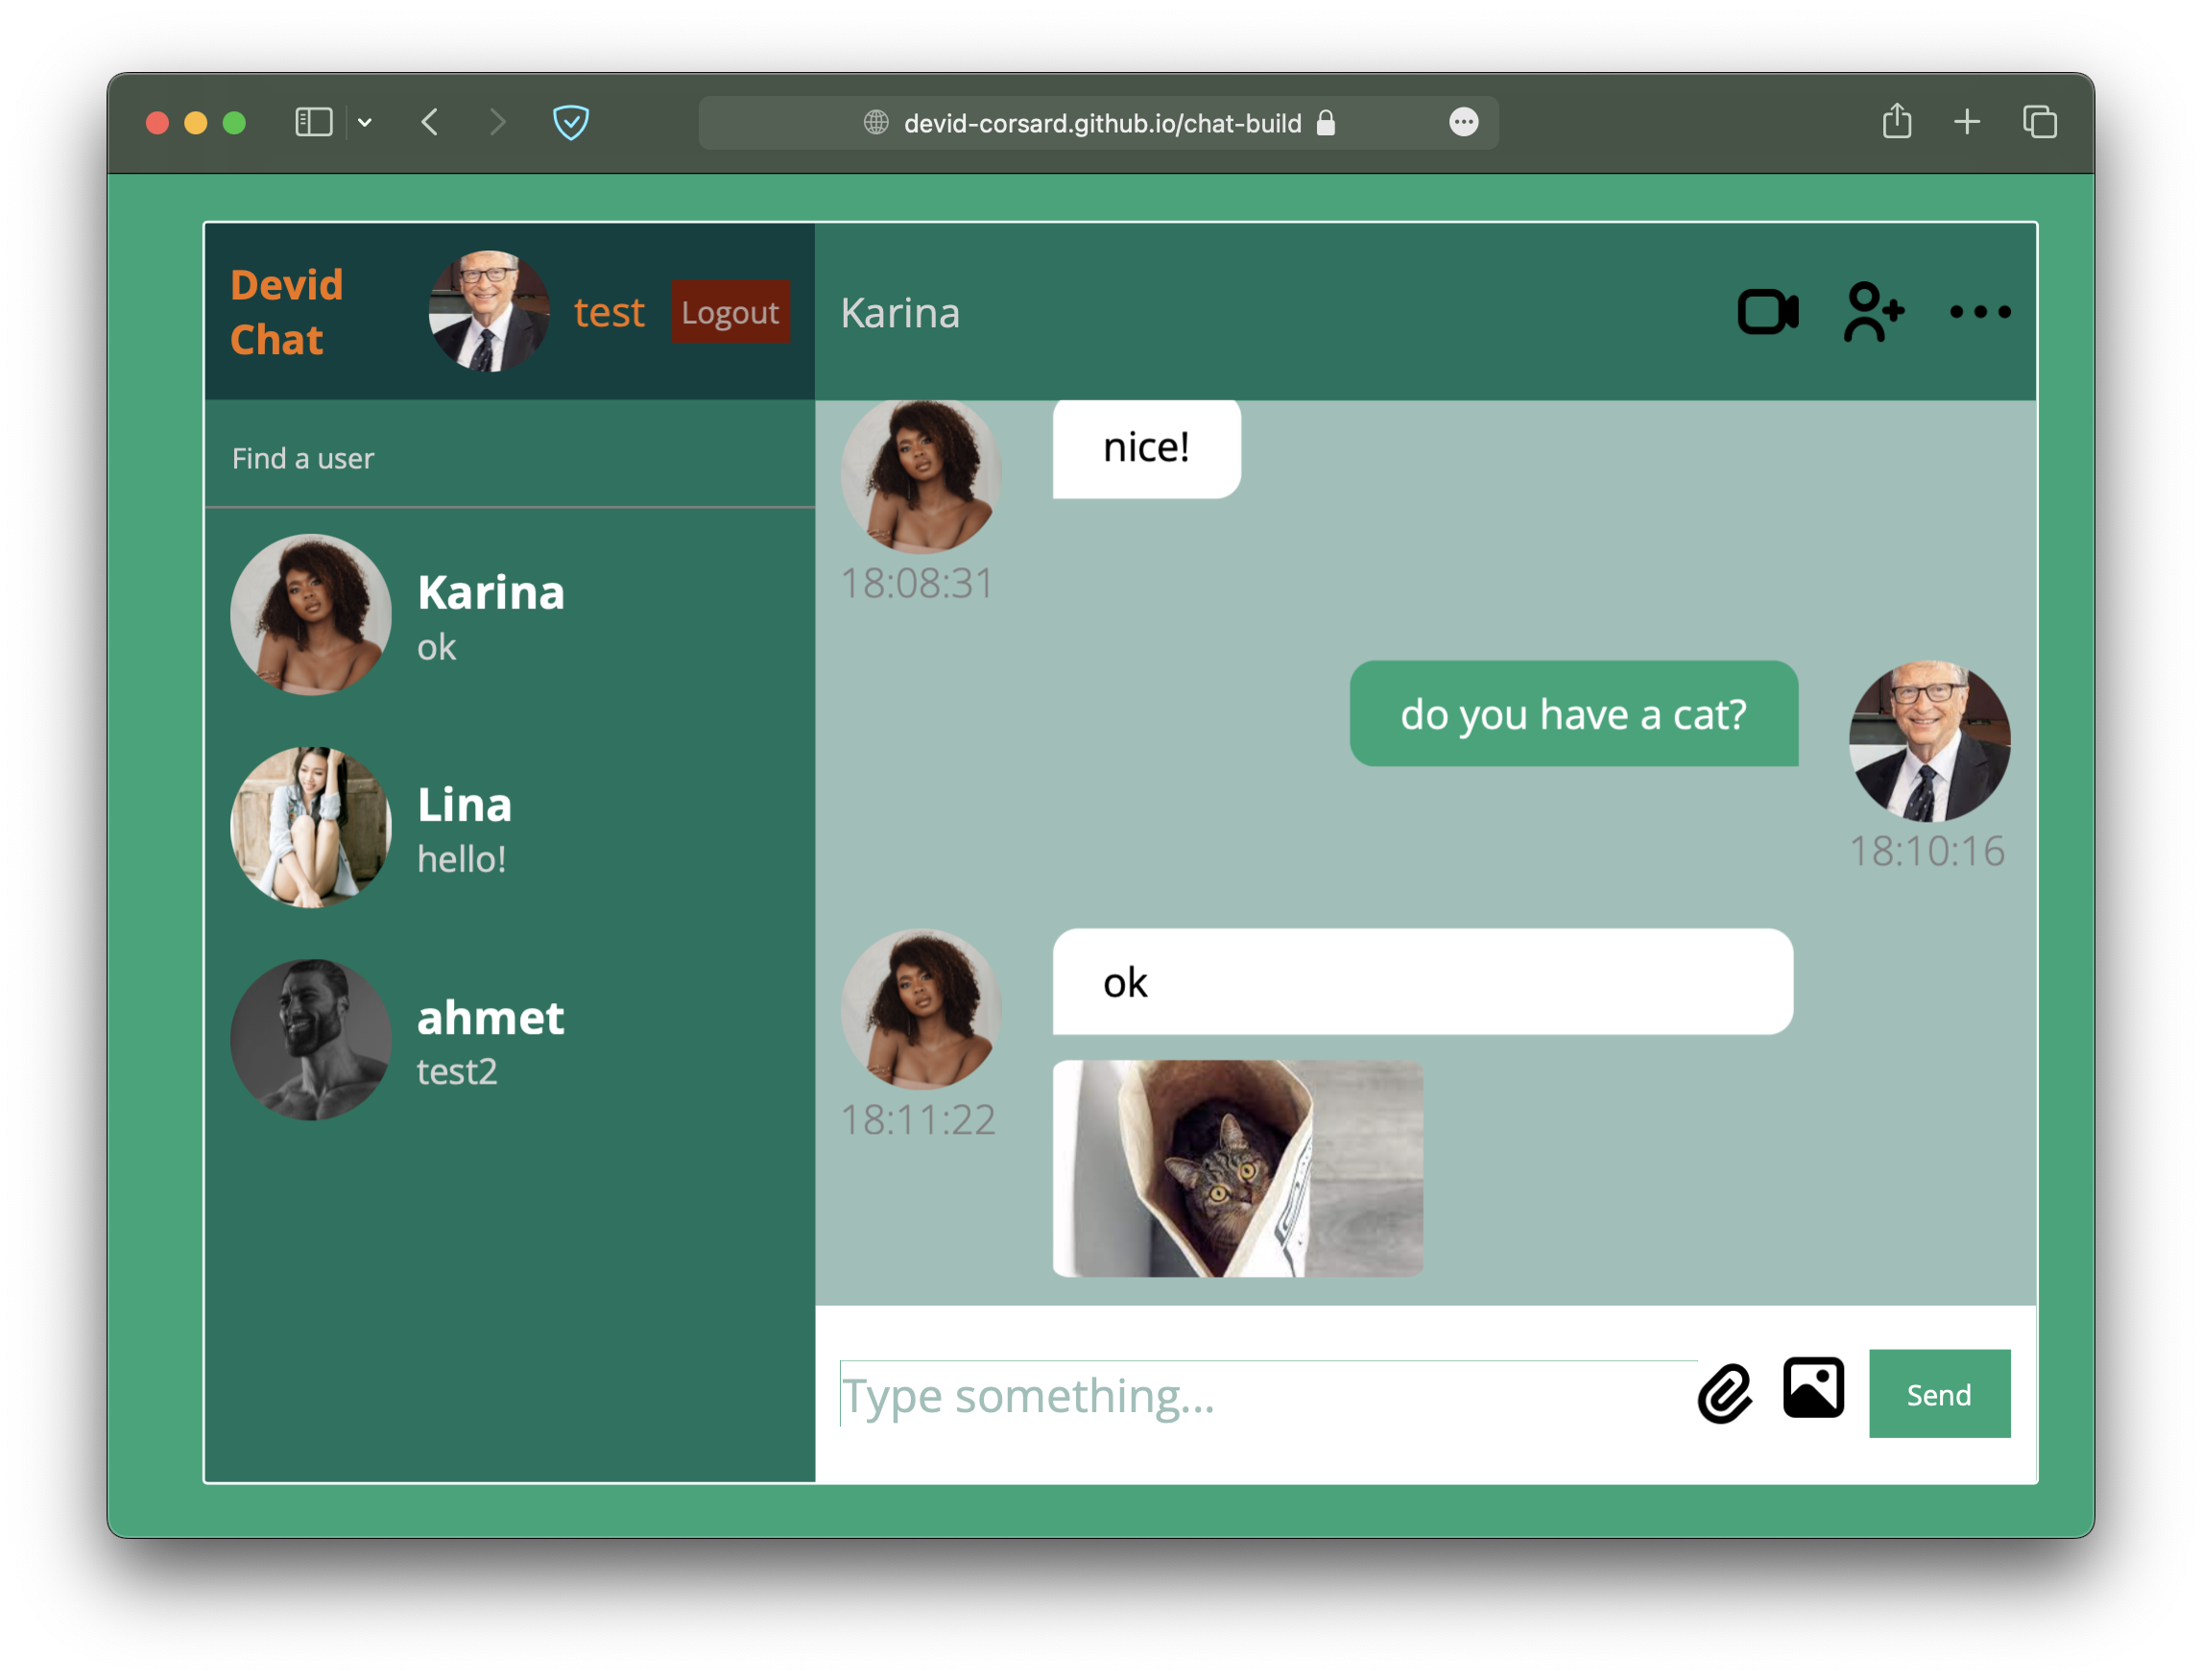 devid-corsard.github.io/chat-build
Devid
Chat
test
Logout
Find a user
Karina
ok
Lina
hello!
ahmet
test2
Karina
nice!
18:08:31
do you have a cat?
18:10:16
ok
18:11:22
Type something...
Send